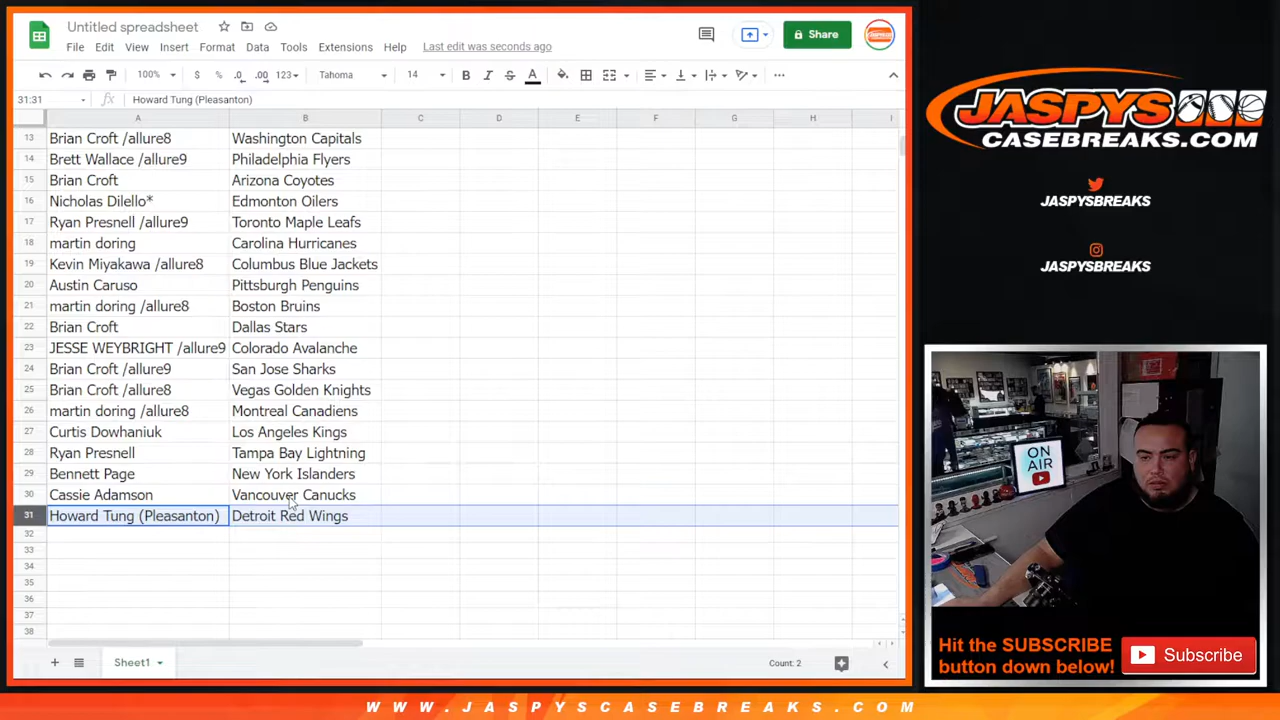 Untitled spreadsheet
File Edit View Insert Format Data Tools Extensions Help Last edit was seconds ago
Share
100% $ % .0 .00 123 Tahoma 14 B I S A
31:31 fx Howard Tung (Pleasanton)
A B C D E F G H I
13 Brian Croft /allure8 Washington Capitals
14 Brett Wallace /allure9 Philadelphia Flyers
15 Brian Croft Arizona Coyotes
16 Nicholas Dilello* Edmonton Oilers
17 Ryan Presnell /allure9 Toronto Maple Leafs
18 martin doring Carolina Hurricanes
19 Kevin Miyakawa /allure8 Columbus Blue Jackets
20 Austin Caruso Pittsburgh Penguins
21 martin doring /allure8 Boston Bruins
22 Brian Croft Dallas Stars
23 JESSE WEYBRIGHT /allure9 Colorado Avalanche
24 Brian Croft /allure9 San Jose Sharks
25 Brian Croft /allure8 Vegas Golden Knights
26 martin doring /allure8 Montreal Canadiens
27 Curtis Dowhaniuk Los Angeles Kings
28 Ryan Presnell Tampa Bay Lightning
29 Bennett Page New York Islanders
30 Cassie Adamson Vancouver Canucks
31 Howard Tung (Pleasanton) Detroit Red Wings
32
33
34
35
36
37
38
Sheet1
Count: 2
JASPYS
CASEBREAKS.COM
JASPYSBREAKS
JASPYSBREAKS
ON
AIR
Hit the SUBSCRIBE
button down below!
Subscribe
WWW.JASPYSCASEBREAKS.COM